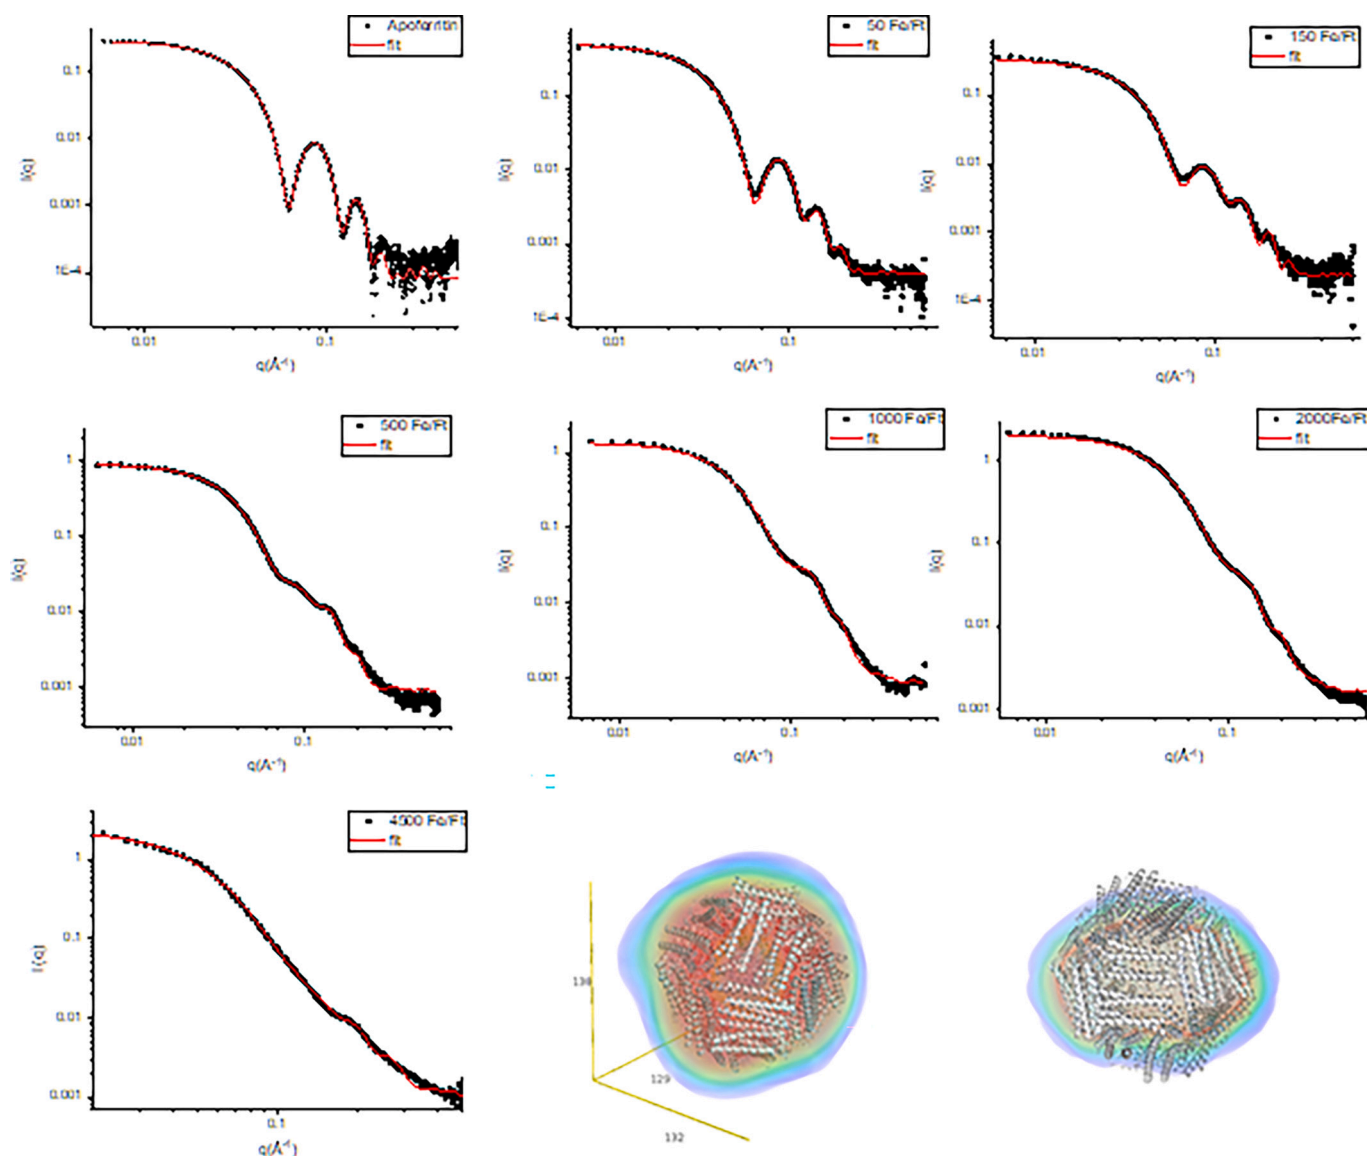 Apoferritin
fit
0.1
0.01
0.001
1E-4
I(q)
0.01
0.1
q(Å⁻¹)
50 Fe/Ft
fit
0.1
0.01
0.001
1E-4
I(q)
0.01
0.1
q(Å⁻¹)
150 Fe/Ft
fit
0.1
0.01
0.001
1E-4
I(q)
0.01
0.1
q(Å⁻¹)
500 Fe/Ft
fit
1
0.1
0.01
0.001
I(q)
0.01
0.1
q(Å⁻¹)
1000 Fe/Ft
fit
1
0.1
0.01
0.001
I(q)
0.01
0.1
q(Å⁻¹)
2000Fe/Ft
fit
1
0.1
0.01
0.001
I(q)
0.01
0.1
q(Å⁻¹)
4500 Fe/Ft
fit
1
0.1
0.01
0.001
I(q)
0.1
q(Å⁻¹)
129
132